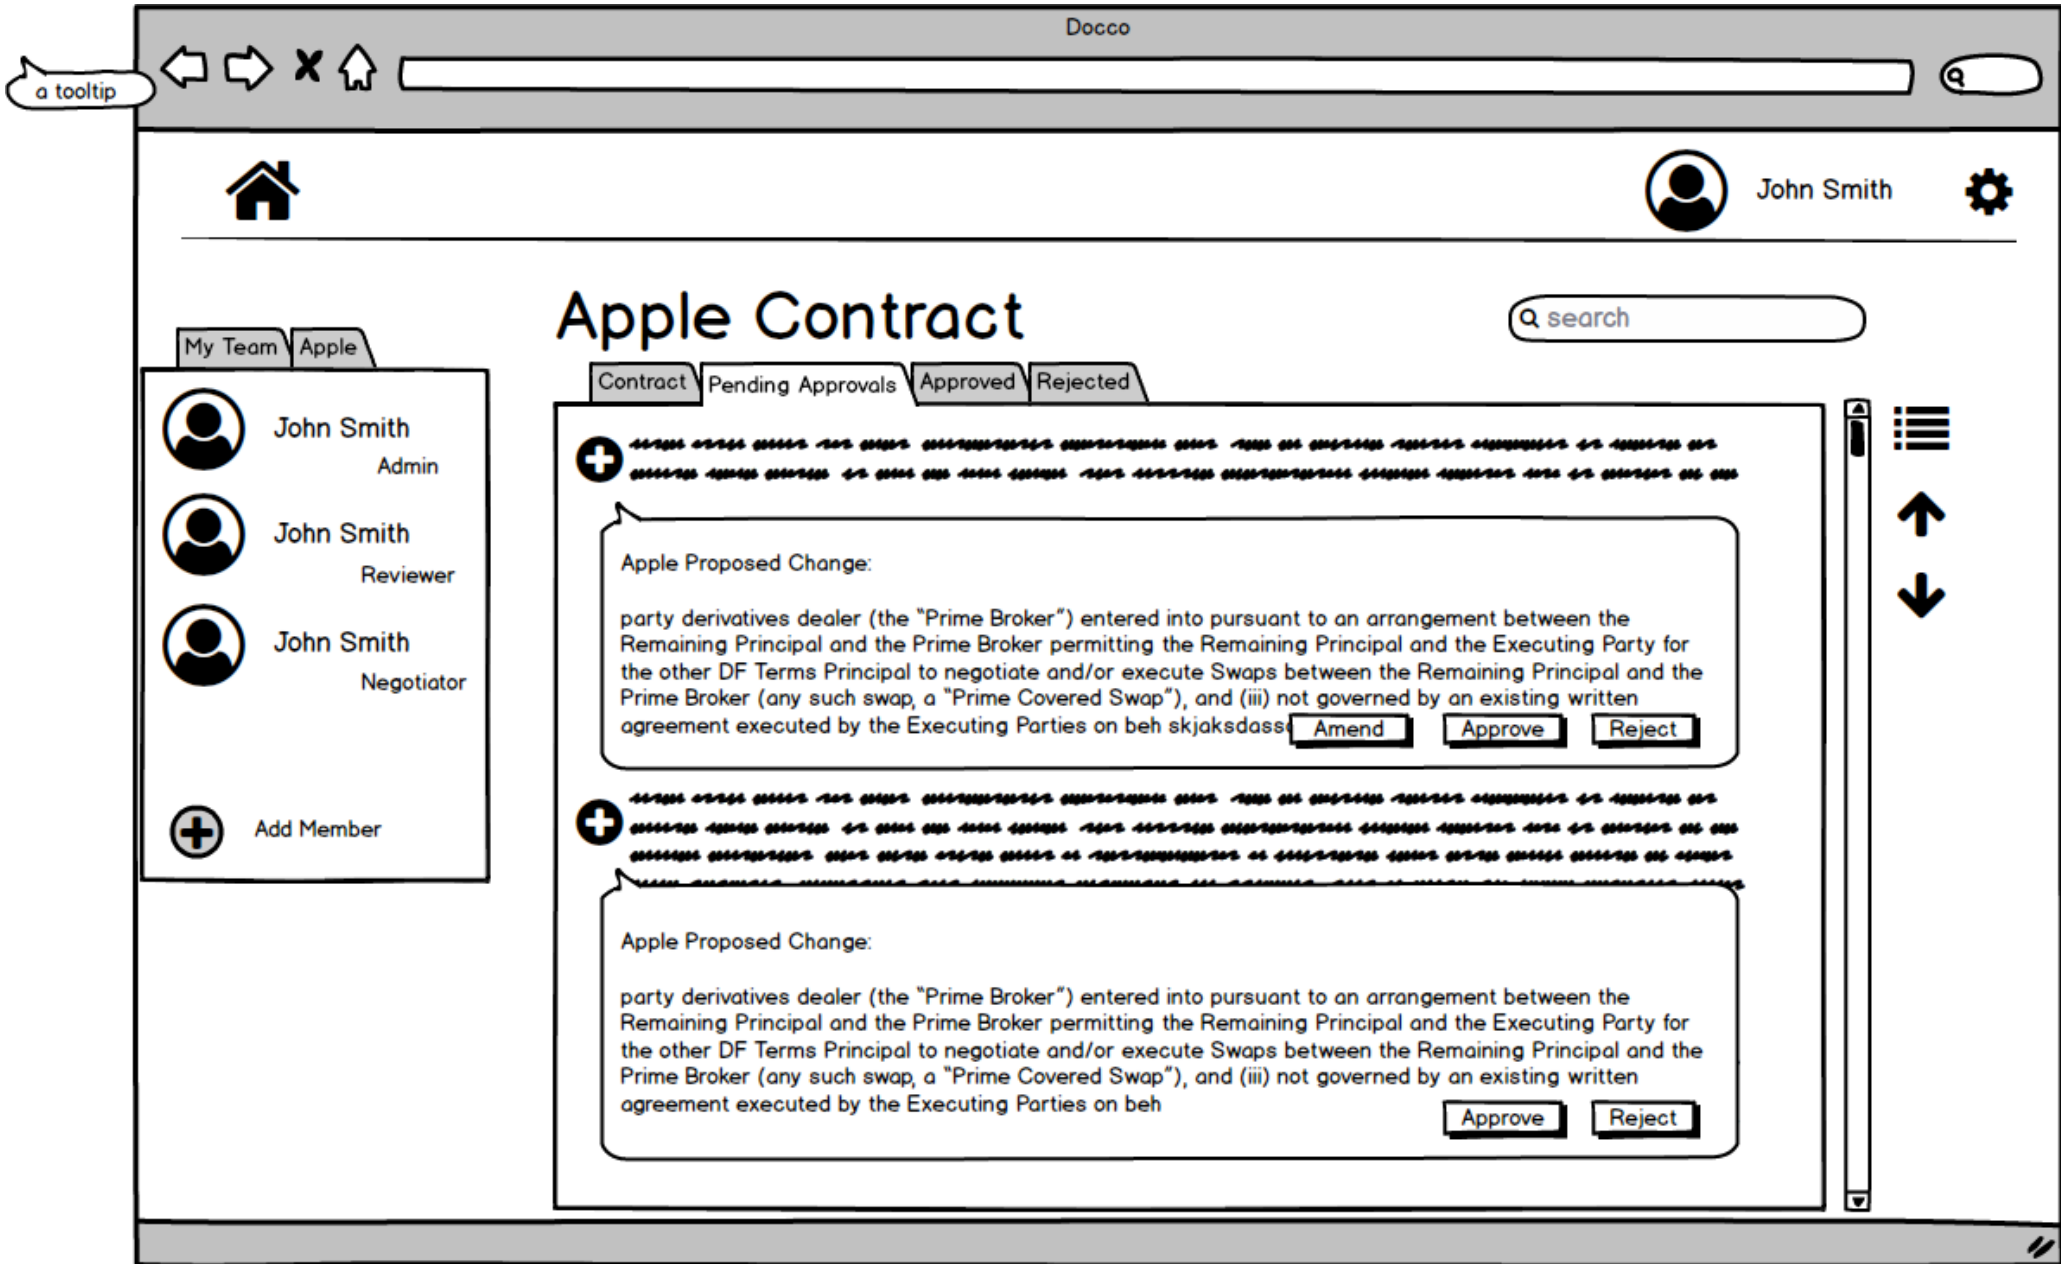 Docco
a tooltip
John Smith
Apple Contract
search
My Team Apple
Contract Pending Approvals Approved Rejected
John Smith
Admin
John Smith
Reviewer
John Smith
Negotiator
Add Member
Apple Proposed Change:
party derivatives dealer (the “Prime Broker”) entered into pursuant to an arrangement between the
Remaining Principal and the Prime Broker permitting the Remaining Principal and the Executing Party for
the other DF Terms Principal to negotiate and/or execute Swaps between the Remaining Principal and the
Prime Broker (any such swap, a “Prime Covered Swap”), and (iii) not governed by an existing written
agreement executed by the Executing Parties on beh
Amend Approve Reject
Apple Proposed Change:
party derivatives dealer (the “Prime Broker”) entered into pursuant to an arrangement between the
Remaining Principal and the Prime Broker permitting the Remaining Principal and the Executing Party for
the other DF Terms Principal to negotiate and/or execute Swaps between the Remaining Principal and the
Prime Broker (any such swap, a “Prime Covered Swap”), and (iii) not governed by an existing written
agreement executed by the Executing Parties on beh
Approve Reject